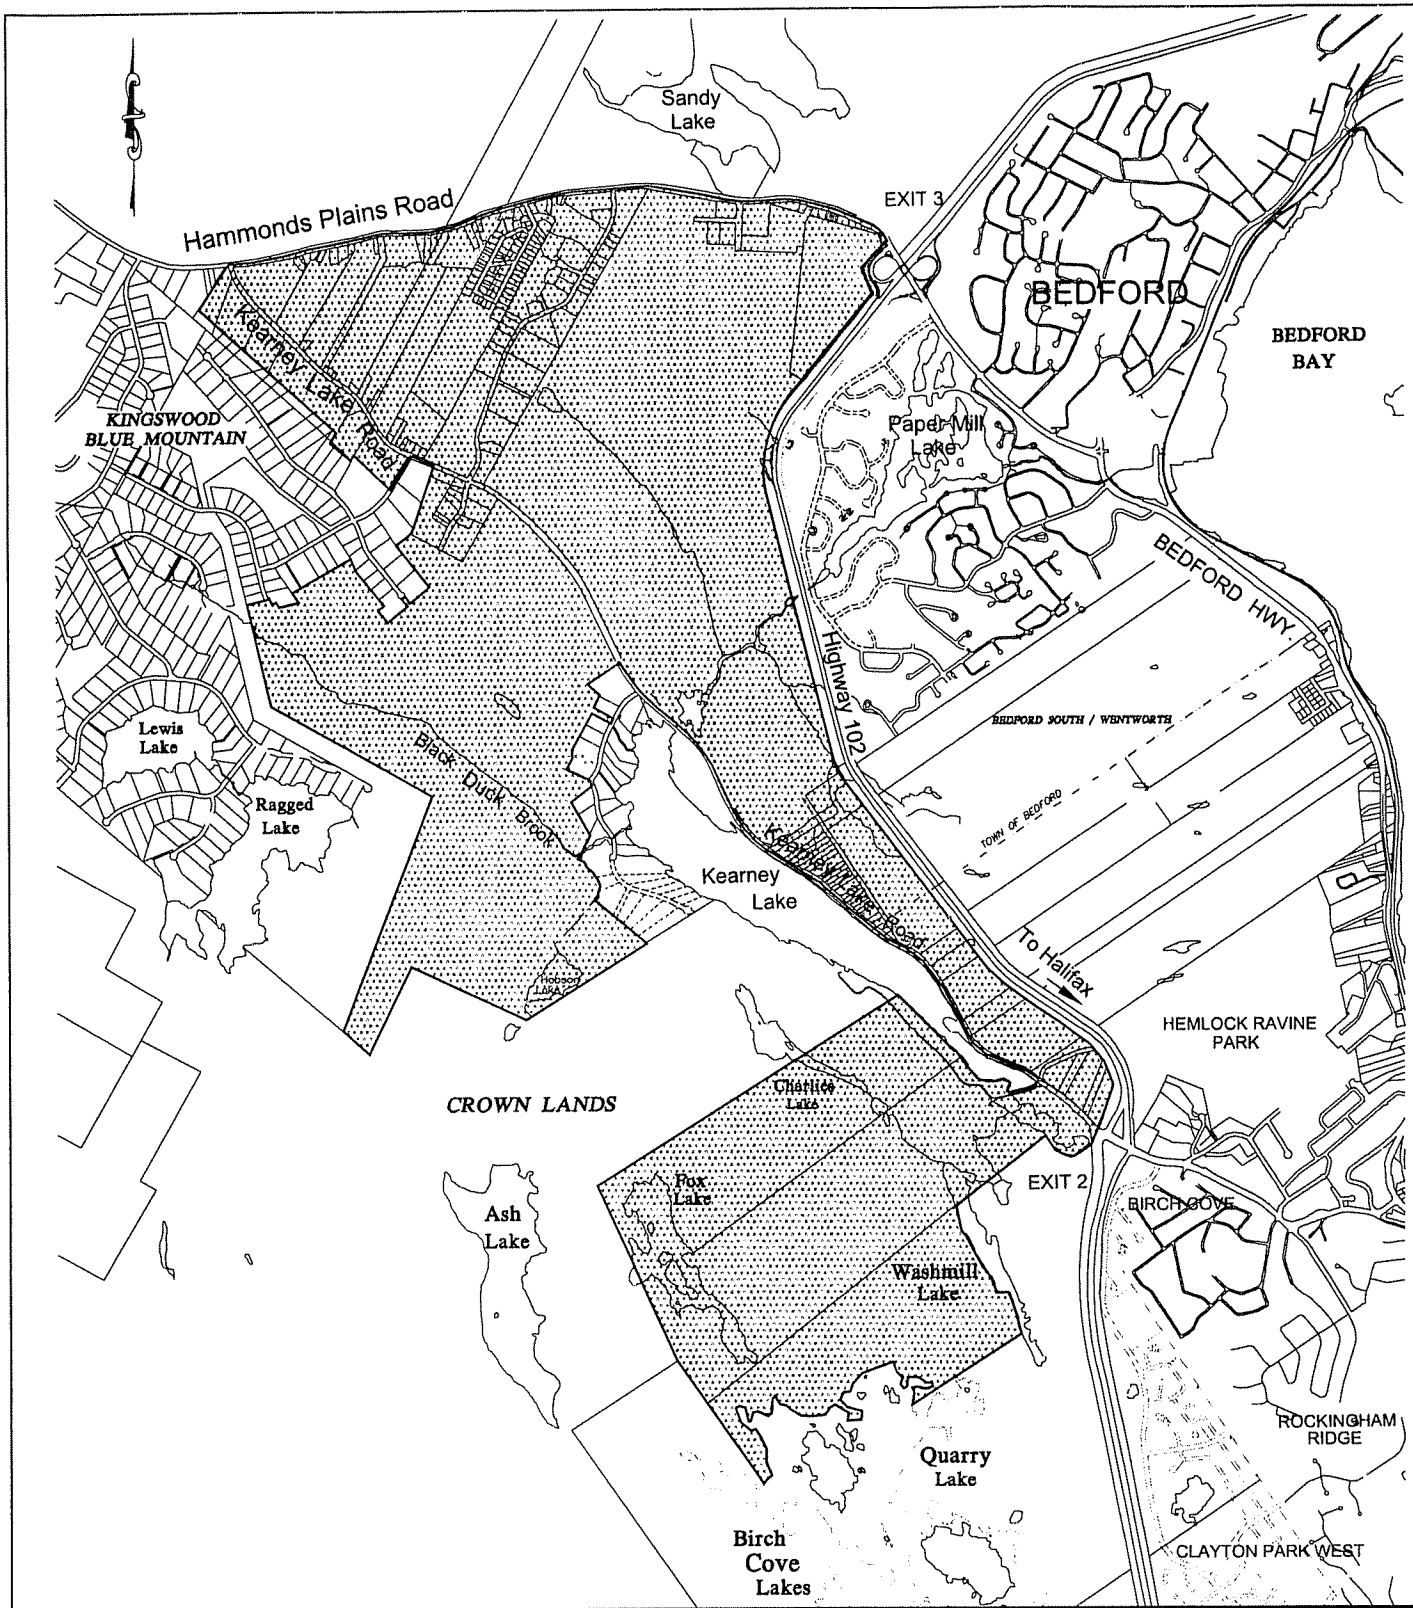 Sandy
Lake
EXIT 3
Hammonds Plains Road
BEDFORD
BEDFORD
BAY
Kearney Lake Road
KINGSWOOD
BLUE MOUNTAIN
Paper Mill
Lake
BEDFORD HWY.
Highway 102
BEDFORD SOUTH / WENTWORTH
Lewis
Lake
Black Duck Brook
Ragged
Lake
TOWN OF BEDFORD
Kearney Lake Road
Kearney
Lake
To Halifax
Hobson
Lake
HEMLOCK RAVINE
PARK
Charlies
Lake
CROWN LANDS
EXIT 2
Fox
Lake
BIRCH COVE
Ash
Lake
Washmill
Lake
ROCKINGHAM
RIDGE
Quarry
Lake
Birch
Cove
Lakes
CLAYTON PARK WEST